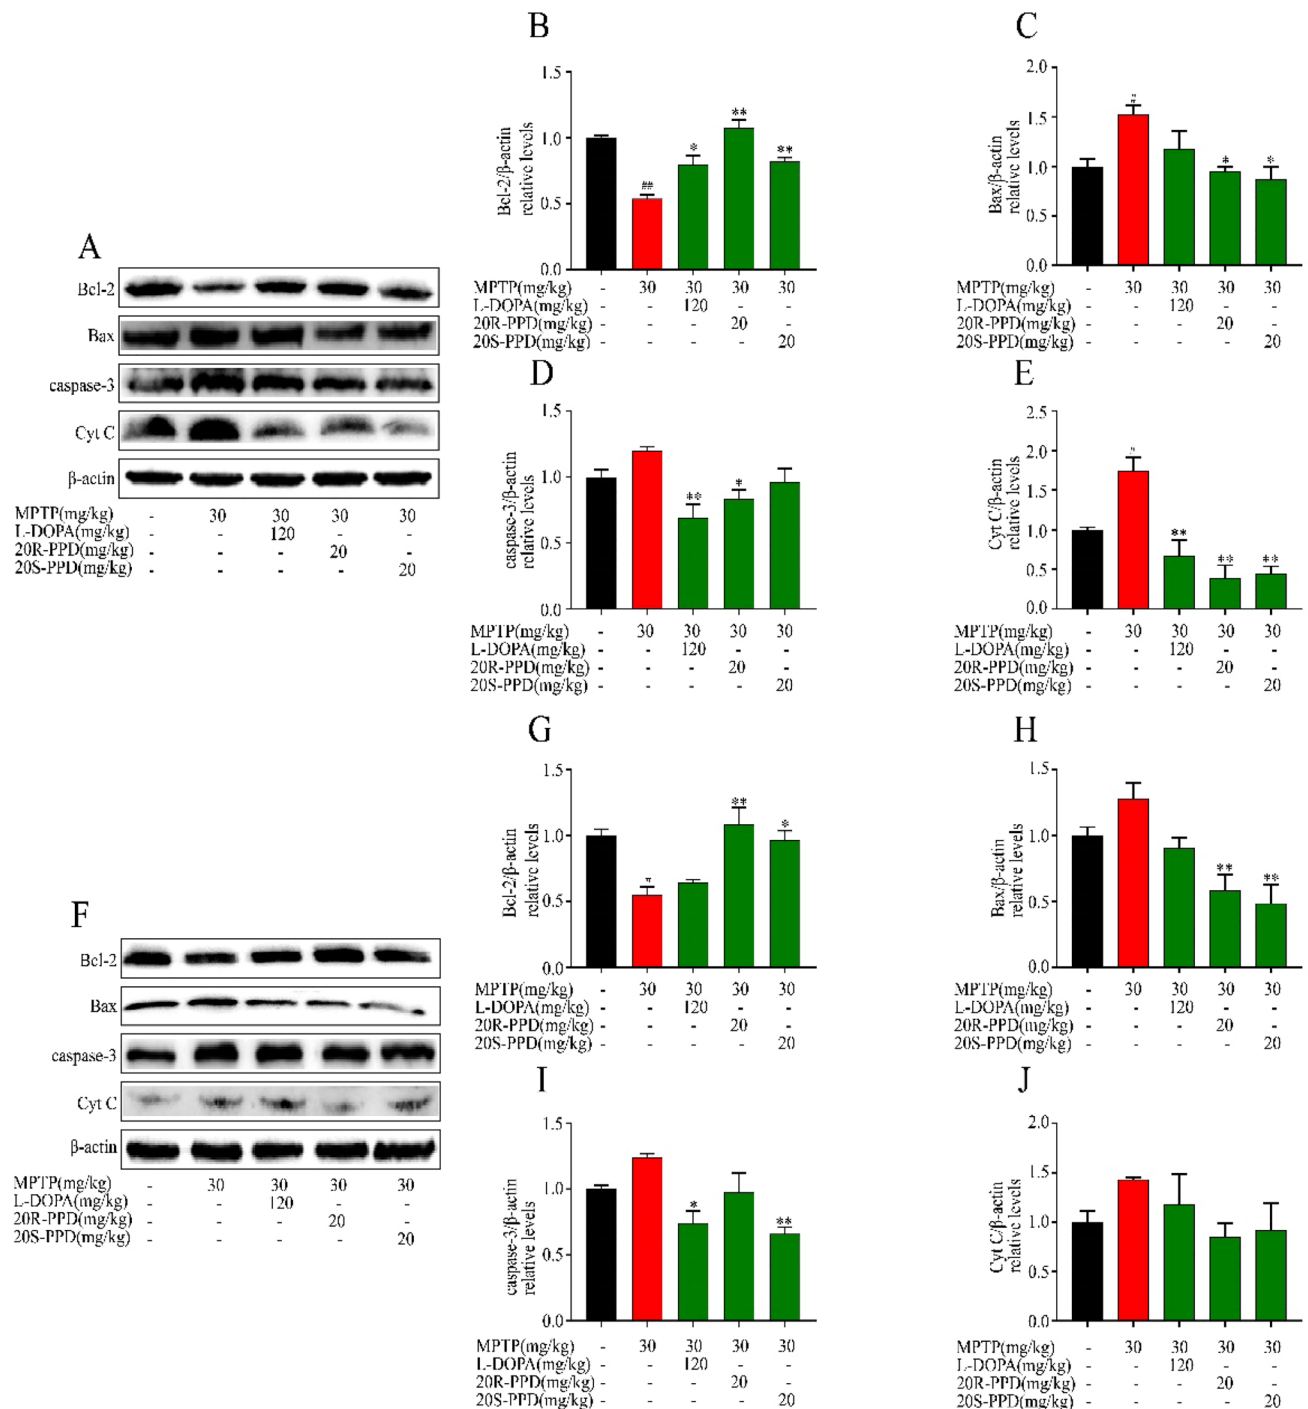 A
Bcl-2
Bax
caspase-3
Cyt C
β-actin
MPTP(mg/kg) - 30 30 30 30
L-DOPA(mg/kg) - - 120 - -
20R-PPD(mg/kg) - - - 20 -
20S-PPD(mg/kg) - - - - 20
B
Bcl-2/β-actin
relative levels
1.5
1.0
0.5
0.0
##
*
**
**
MPTP(mg/kg) - 30 30 30 30
L-DOPA(mg/kg) - - 120 - -
20R-PPD(mg/kg) - - - 20 -
20S-PPD(mg/kg) - - - - 20
C
Bax/β-actin
relative levels
2.0
1.5
1.0
0.5
0.0
*
*
MPTP(mg/kg) - 30 30 30 30
L-DOPA(mg/kg) - - 120 - -
20R-PPD(mg/kg) - - - 20 -
20S-PPD(mg/kg) - - - - 20
D
caspase-3/β-actin
relative levels
1.5
1.0
0.5
0.0
**
*
MPTP(mg/kg) - 30 30 30 30
L-DOPA(mg/kg) - - 120 - -
20R-PPD(mg/kg) - - - 20 -
20S-PPD(mg/kg) - - - - 20
E
Cyt C/β-actin
relative levels
2.5
2.0
1.5
1.0
0.5
0.0
**
**
**
MPTP(mg/kg) - 30 30 30 30
L-DOPA(mg/kg) - - 120 - -
20R-PPD(mg/kg) - - - 20 -
20S-PPD(mg/kg) - - - - 20
F
Bcl-2
Bax
caspase-3
Cyt C
β-actin
MPTP(mg/kg) - 30 30 30 30
L-DOPA(mg/kg) - - 120 - -
20R-PPD(mg/kg) - - - 20 -
20S-PPD(mg/kg) - - - - 20
G
Bcl-2/β-actin
relative levels
1.5
1.0
0.5
0.0
**
*
MPTP(mg/kg) - 30 30 30 30
L-DOPA(mg/kg) - - 120 - -
20R-PPD(mg/kg) - - - 20 -
20S-PPD(mg/kg) - - - - 20
H
Bax/β-actin
relative levels
1.5
1.0
0.5
0.0
**
**
MPTP(mg/kg) - 30 30 30 30
L-DOPA(mg/kg) - - 120 - -
20R-PPD(mg/kg) - - - 20 -
20S-PPD(mg/kg) - - - - 20
I
caspase-3/β-actin
relative levels
1.5
1.0
0.5
0.0
*
**
MPTP(mg/kg) - 30 30 30 30
L-DOPA(mg/kg) - - 120 - -
20R-PPD(mg/kg) - - - 20 -
20S-PPD(mg/kg) - - - - 20
J
Cyt C/β-actin
relative levels
2.0
1.5
1.0
0.5
0.0
MPTP(mg/kg) - 30 30 30 30
L-DOPA(mg/kg) - - 120 - -
20R-PPD(mg/kg) - - - 20 -
20S-PPD(mg/kg) - - - - 20